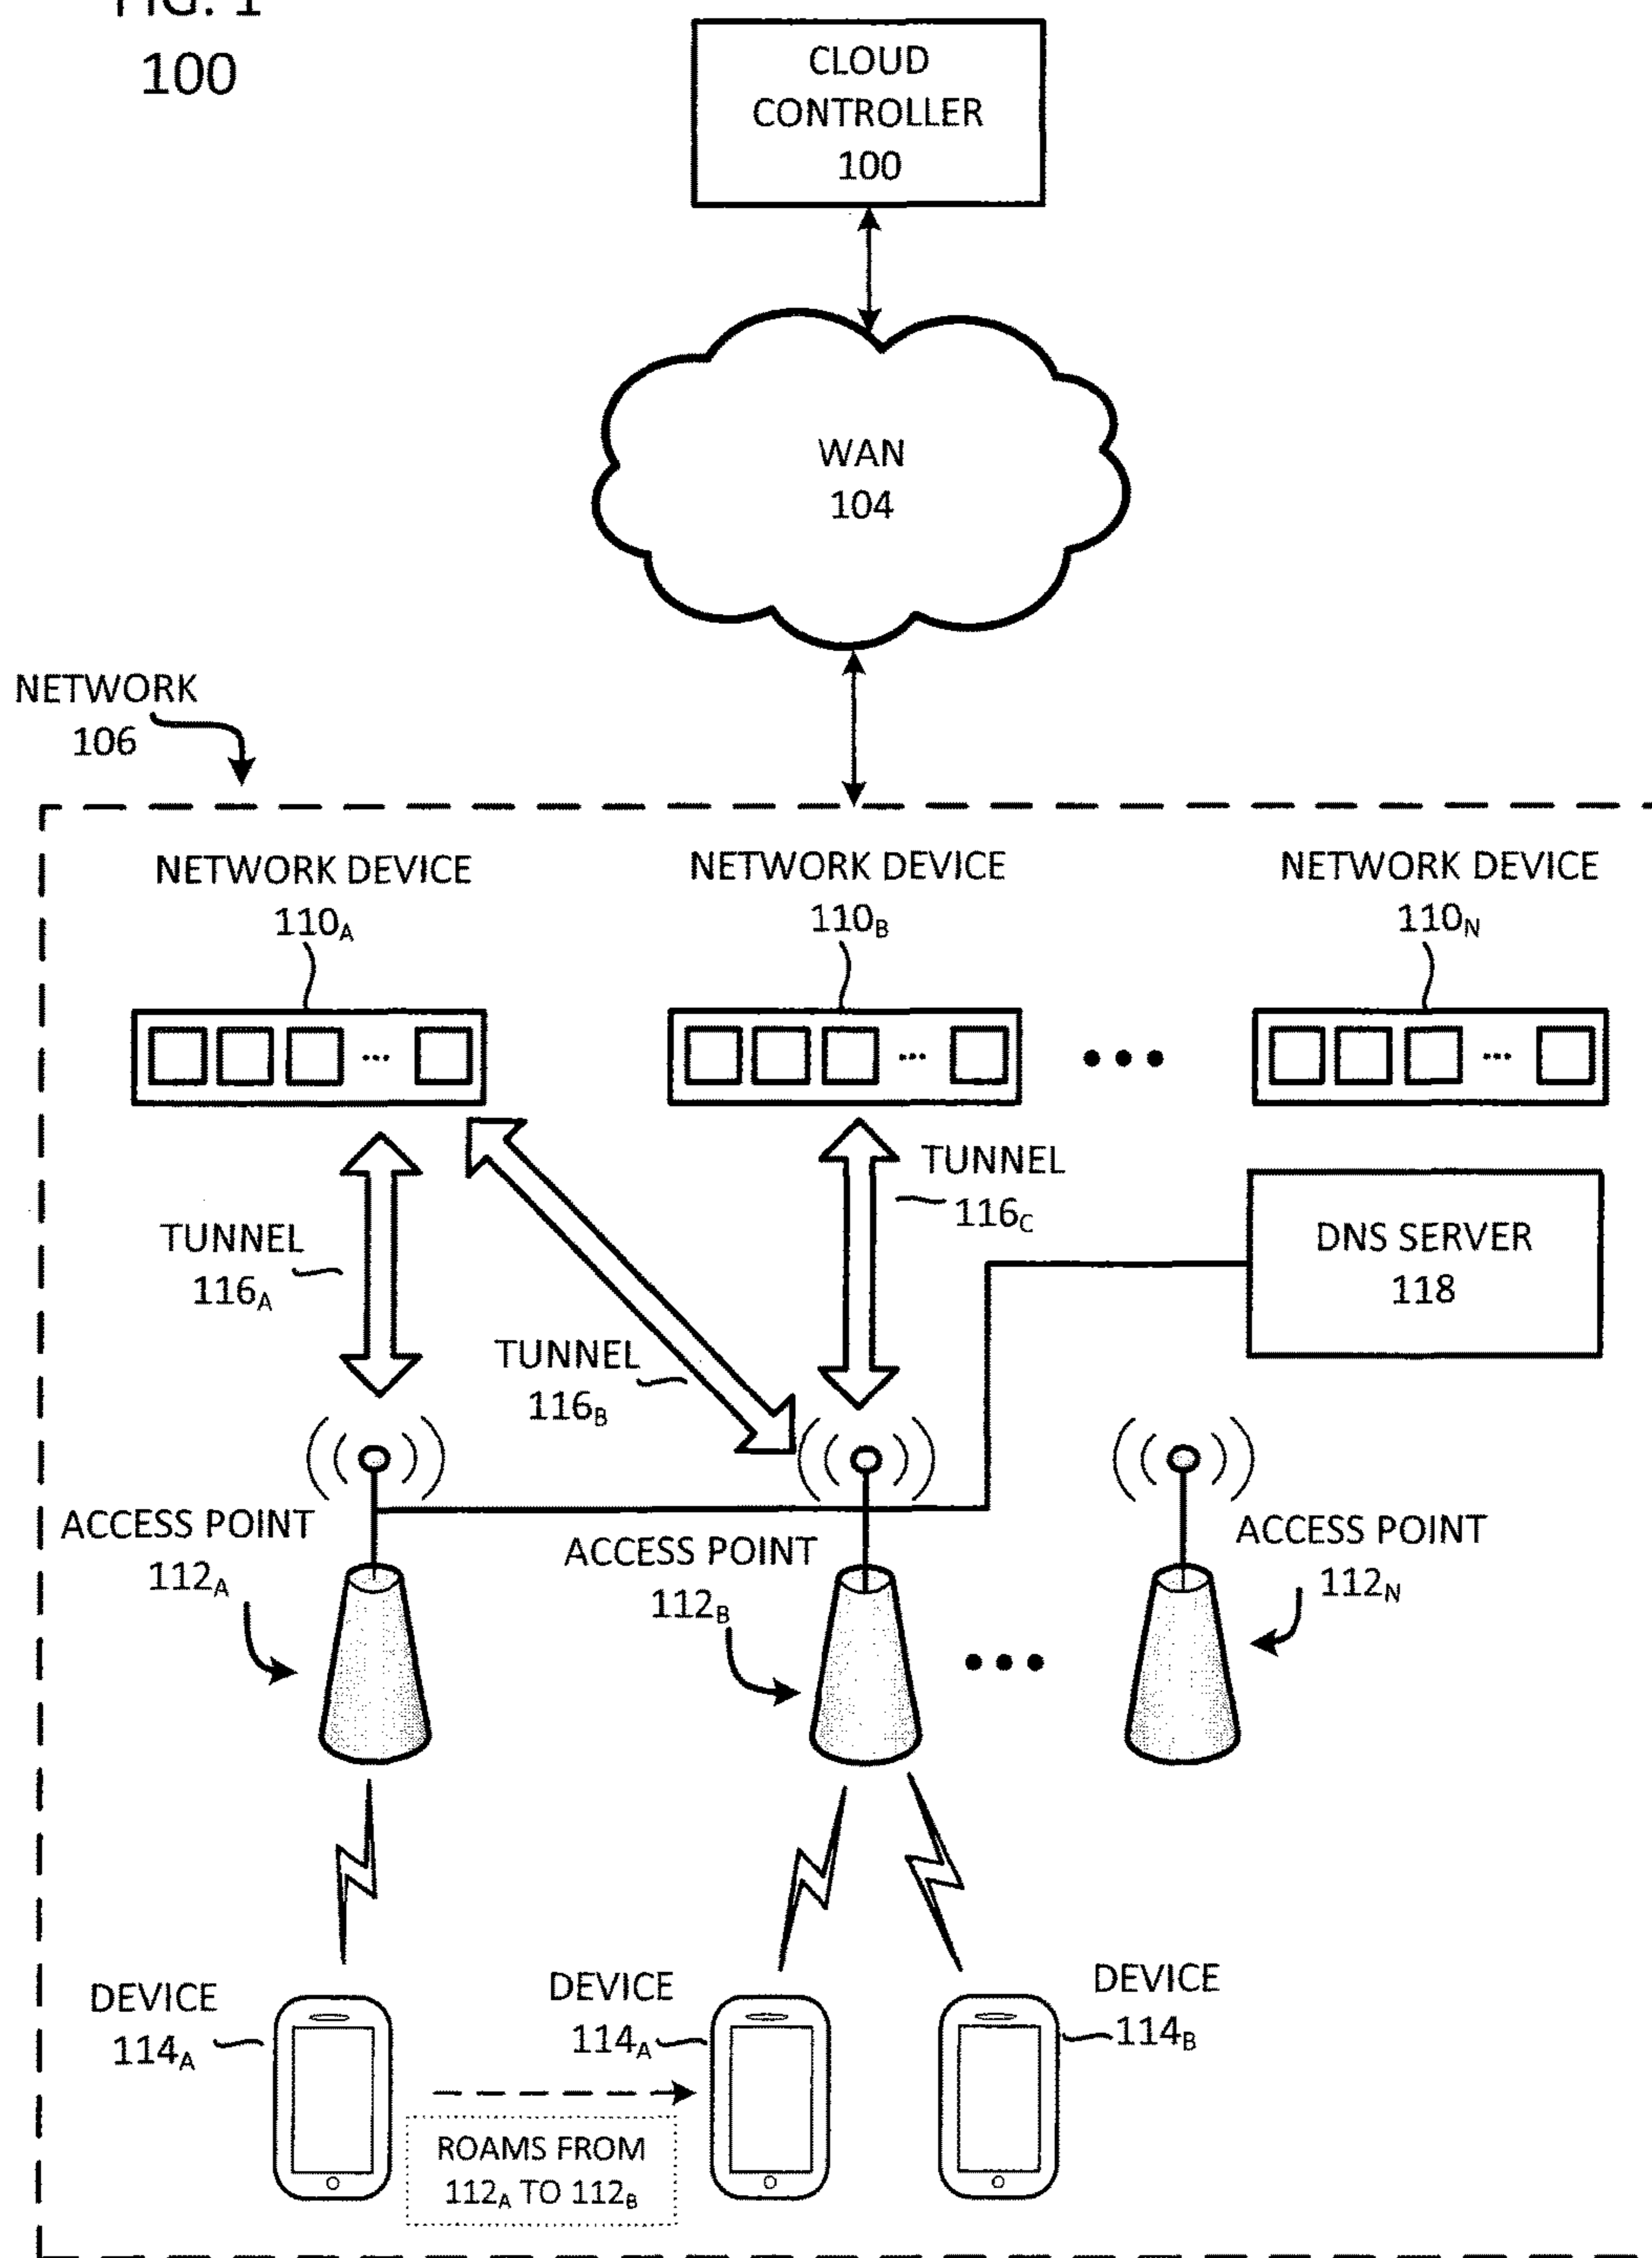 FIG. 1
100
CLOUD
CONTROLLER
100
WAN
104
NETWORK
106
NETWORK DEVICE
110A
NETWORK DEVICE
110B
NETWORK DEVICE
110N
...
...
...
TUNNEL
116A
TUNNEL
116B
TUNNEL
116C
DNS SERVER
118
ACCESS POINT
112A
ACCESS POINT
112B
ACCESS POINT
112N
DEVICE
114A
DEVICE
114A
DEVICE
114B
ROAMS FROM
112A TO 112B